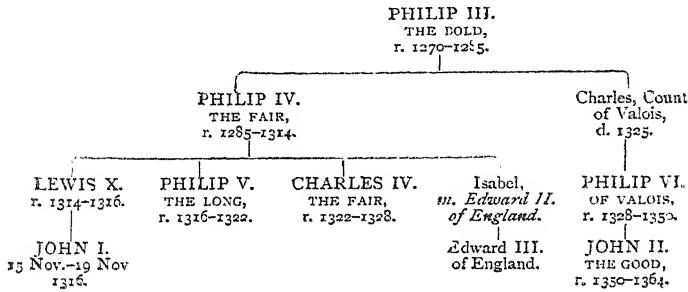 PHILIP III.
THE BOLD,
r. 1270–1285.
PHILIP IV.
THE FAIR,
r. 1285–1314.
Charles, Count
of Valois,
d. 1325.
LEWIS X.
r. 1314–1316.
PHILIP V.
THE LONG,
r. 1316–1322.
CHARLES IV.
THE FAIR,
r. 1322–1328.
Isabel,
m. Edward II.
of England.
PHILIP VI.
OF VALOIS,
r. 1328–1350.
JOHN I.
15 Nov.–19 Nov
1316.
Edward III.
of England.
JOHN II.
THE GOOD,
r. 1350–1364.